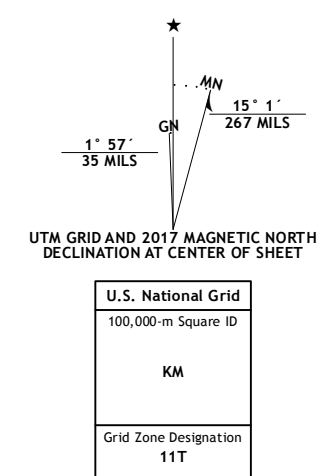 ★
MN
15° 1´
267 MILS
GN
1° 57´
35 MILS
UTM GRID AND 2017 MAGNETIC NORTH
DECLINATION AT CENTER OF SHEET
U.S. National Grid
100,000-m Square ID
KM
Grid Zone Designation
11T